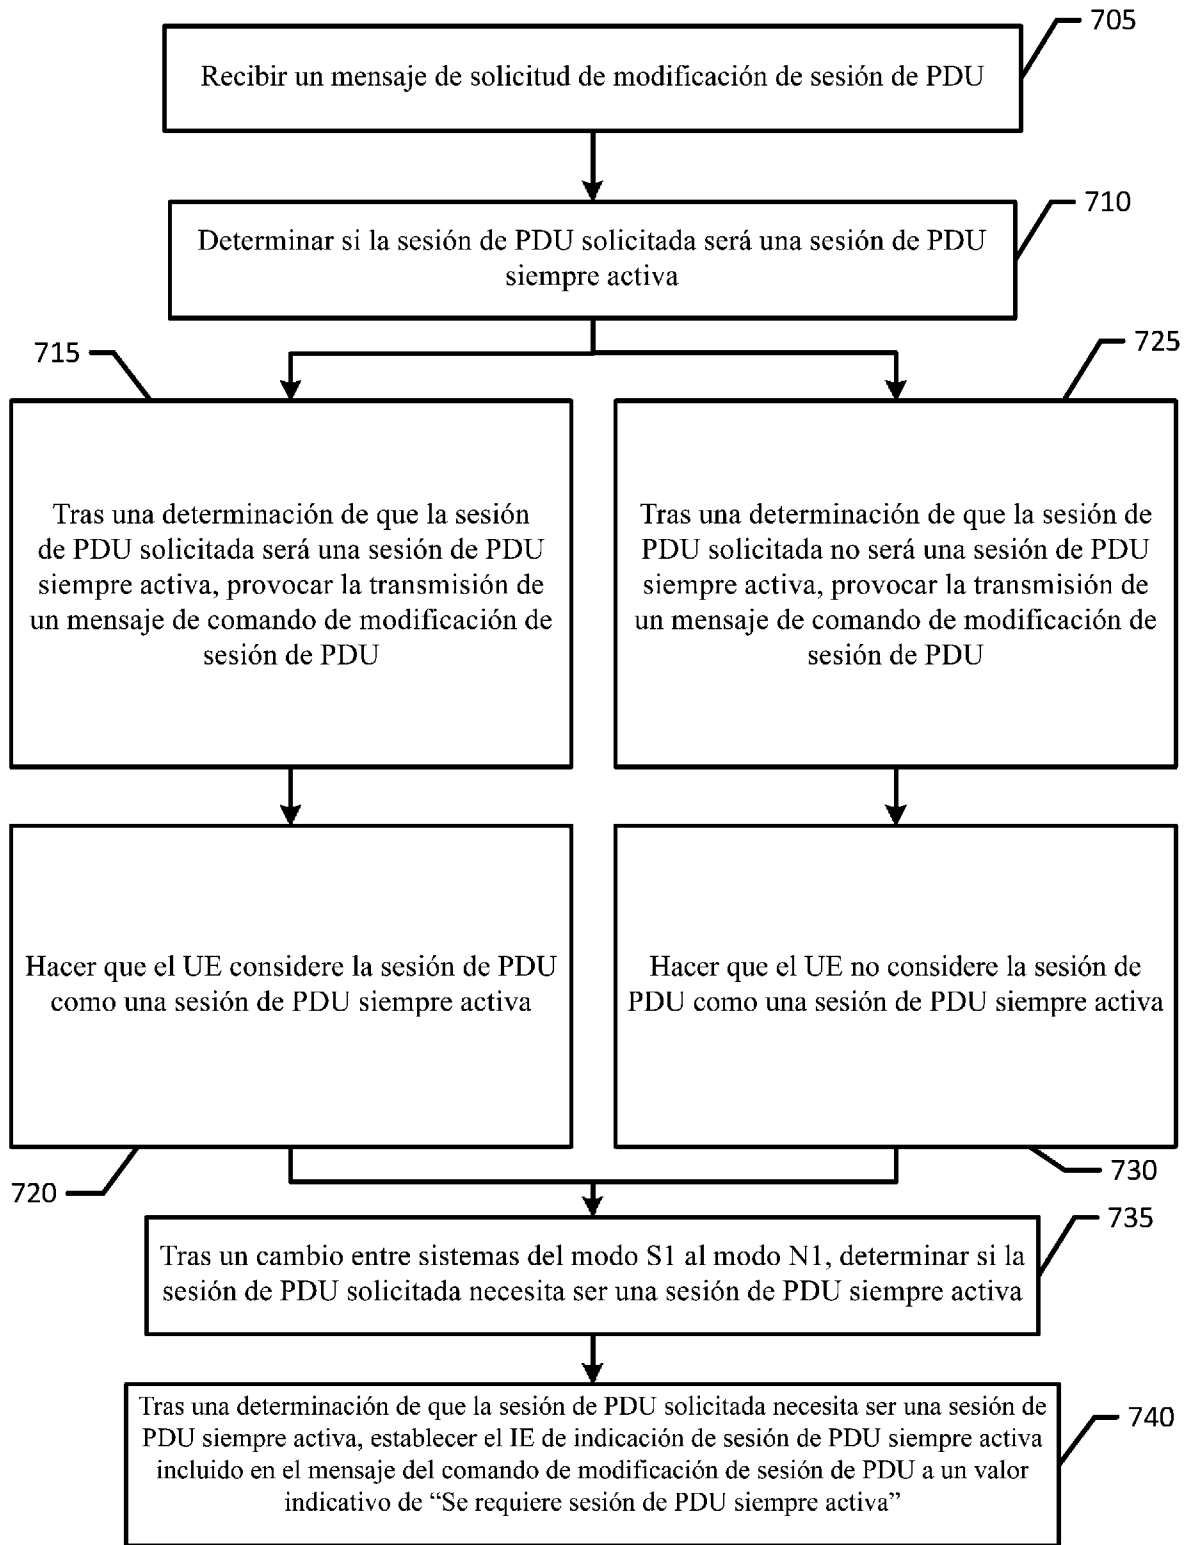 705
Recibir un mensaje de solicitud de modificación de sesión de PDU
710
Determinar si la sesión de PDU solicitada será una sesión de PDU
siempre activa
715
Tras una determinación de que la sesión
de PDU solicitada será una sesión de PDU
siempre activa, provocar la transmisión de
un mensaje de comando de modificación de
sesión de PDU
725
Tras una determinación de que la sesión de
PDU solicitada no será una sesión de PDU
siempre activa, provocar la transmisión de
un mensaje de comando de modificación de
sesión de PDU
Hacer que el UE considere la sesión de PDU
como una sesión de PDU siempre activa
720
Hacer que el UE no considere la sesión de
PDU como una sesión de PDU siempre activa
730
735
Tras un cambio entre sistemas del modo S1 al modo N1, determinar si la
sesión de PDU solicitada necesita ser una sesión de PDU siempre activa
Tras una determinación de que la sesión de PDU solicitada necesita ser una sesión de
PDU siempre activa, establecer el IE de indicación de sesión de PDU siempre activa
incluido en el mensaje del comando de modificación de sesión de PDU a un valor
indicativo de “Se requiere sesión de PDU siempre activa”
740